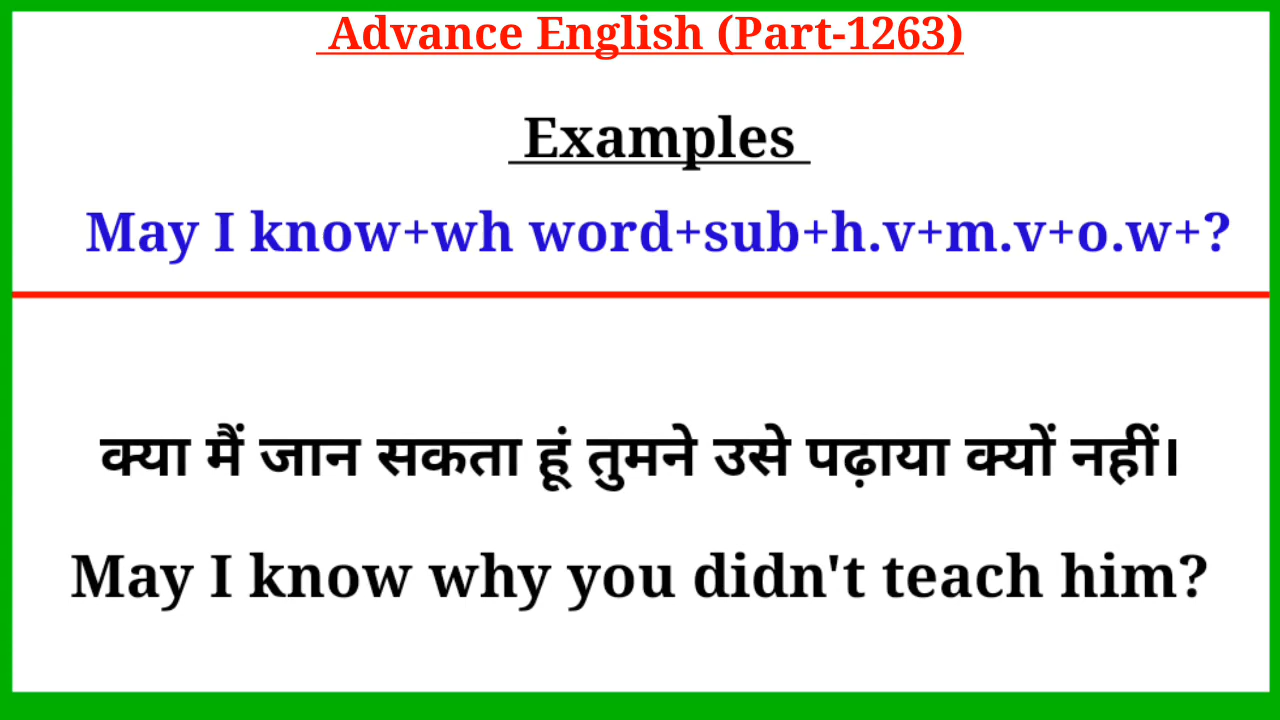 Advance English (Part-1263)
Examples
May I know+wh word+sub+h.v+m.v+o.w+?
क्या मैं जान सकता हूं तुमने उसे पढ़ाया क्यों नहीं।
May I know why you didn't teach him?